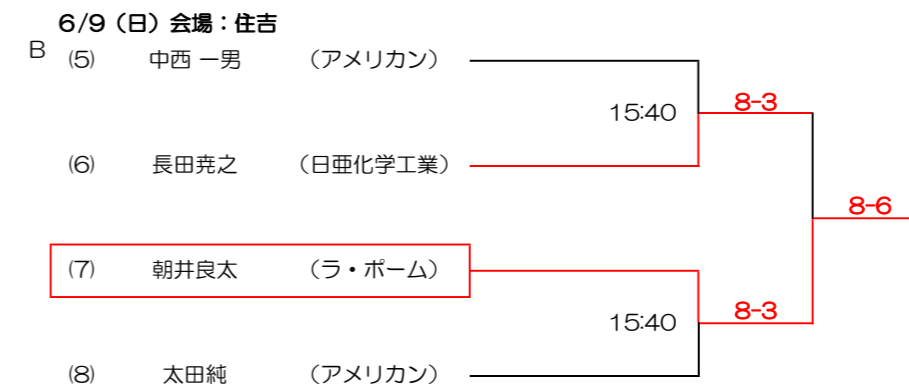 6/9（日）会場：住吉
B
(5) 中西 一男 （アメリカン）
15:40 8-3
(6) 長田尭之 （日亜化学工業）
8-6
(7) 朝井良太 （ラ・ポーム）
15:40 8-3
(8) 太田純 （アメリカン）